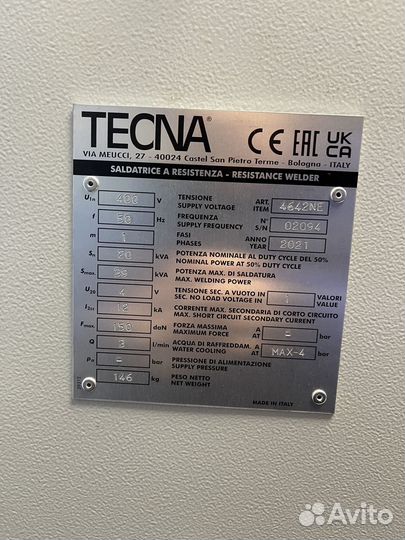 TECNA®
CE EAC UKCA
VIA MEUCCI, 27 - 40024 Castel San Pietro Terme - Bologna - ITALY
SALDATRICE A RESISTENZA - RESISTANCE WELDER
U1n 400 V TENSIONE SUPPLY VOLTAGE ART. ITEM 4642NE
f 50 Hz FREQUENZA SUPPLY FREQUENCY N° S/N 02094
m 1 FASI PHASES ANNO YEAR 2021
Sn 20 kVA POTENZA NOMINALE AL DUTY CYCLE DEL 50% NOMINAL POWER AT 50% DUTY CYCLE
Smax. kVA POTENZA MAX. DI SALDATURA MAX. WELDING POWER
U20 4 V TENSIONE SEC. A VUOTO IN SEC. NO LOAD VOLTAGE IN 1 VALORI VALUE
I2cc 12 kA CORRENTE MAX. SECONDARIA DI CORTO CIRCUITO MAX. SHORT CIRCUIT SECONDARY CURRENT
Fmax. 150 daN FORZA MASSIMA MAXIMUM FORCE A AT - bar
Q 3 l/min ACQUA DI RAFFREDDAM. WATER COOLING A AT MAX-4 bar
pn - bar PRESSIONE DI ALIMENTAZIONE SUPPLY PRESSURE
146 kg PESO NETTO NET WEIGHT
MADE IN ITALY
Avito